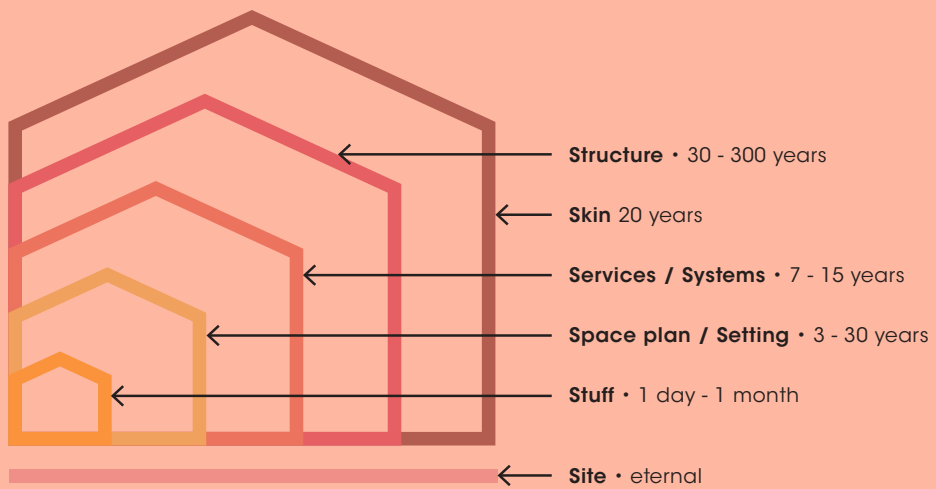 Structure • 30 - 300 years
Skin 20 years
Services / Systems • 7 - 15 years
Space plan / Setting • 3 - 30 years
Stuff • 1 day - 1 month
Site • eternal